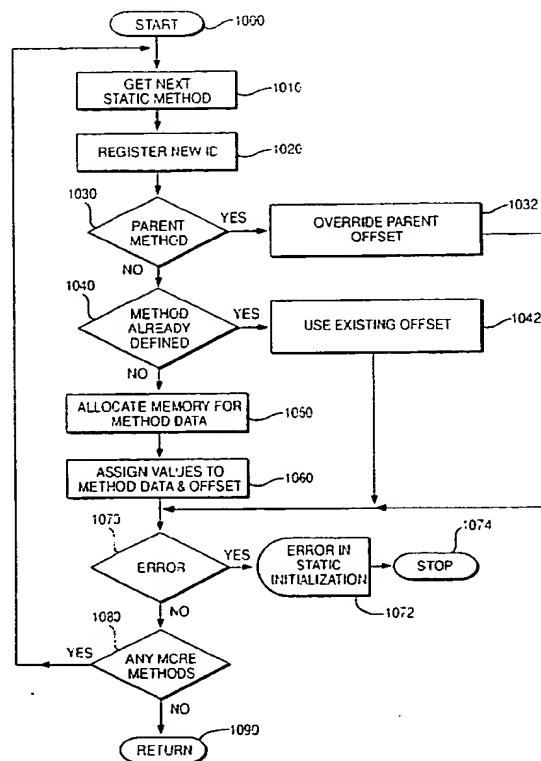 START
1000
GET NEXT
STATIC METHOD
1010
REGISTER NEW ID
1020
1030
PARENT
METHOD
YES
OVERRIDE PARENT
OFFSET
1032
NO
1040
METHOD
ALREADY
DEFINED
YES
USE EXISTING OFFSET
1042
NO
ALLOCATE MEMORY FOR
METHOD DATA
1050
ASSIGN VALUES TO
METHOD DATA & OFFSET
1060
1070
ERROR
YES
ERROR IN
STATIC
INITIALIZATION
1072
STOP
1074
NO
1080
YES
ANY MORE
METHODS
NO
RETURN
1090